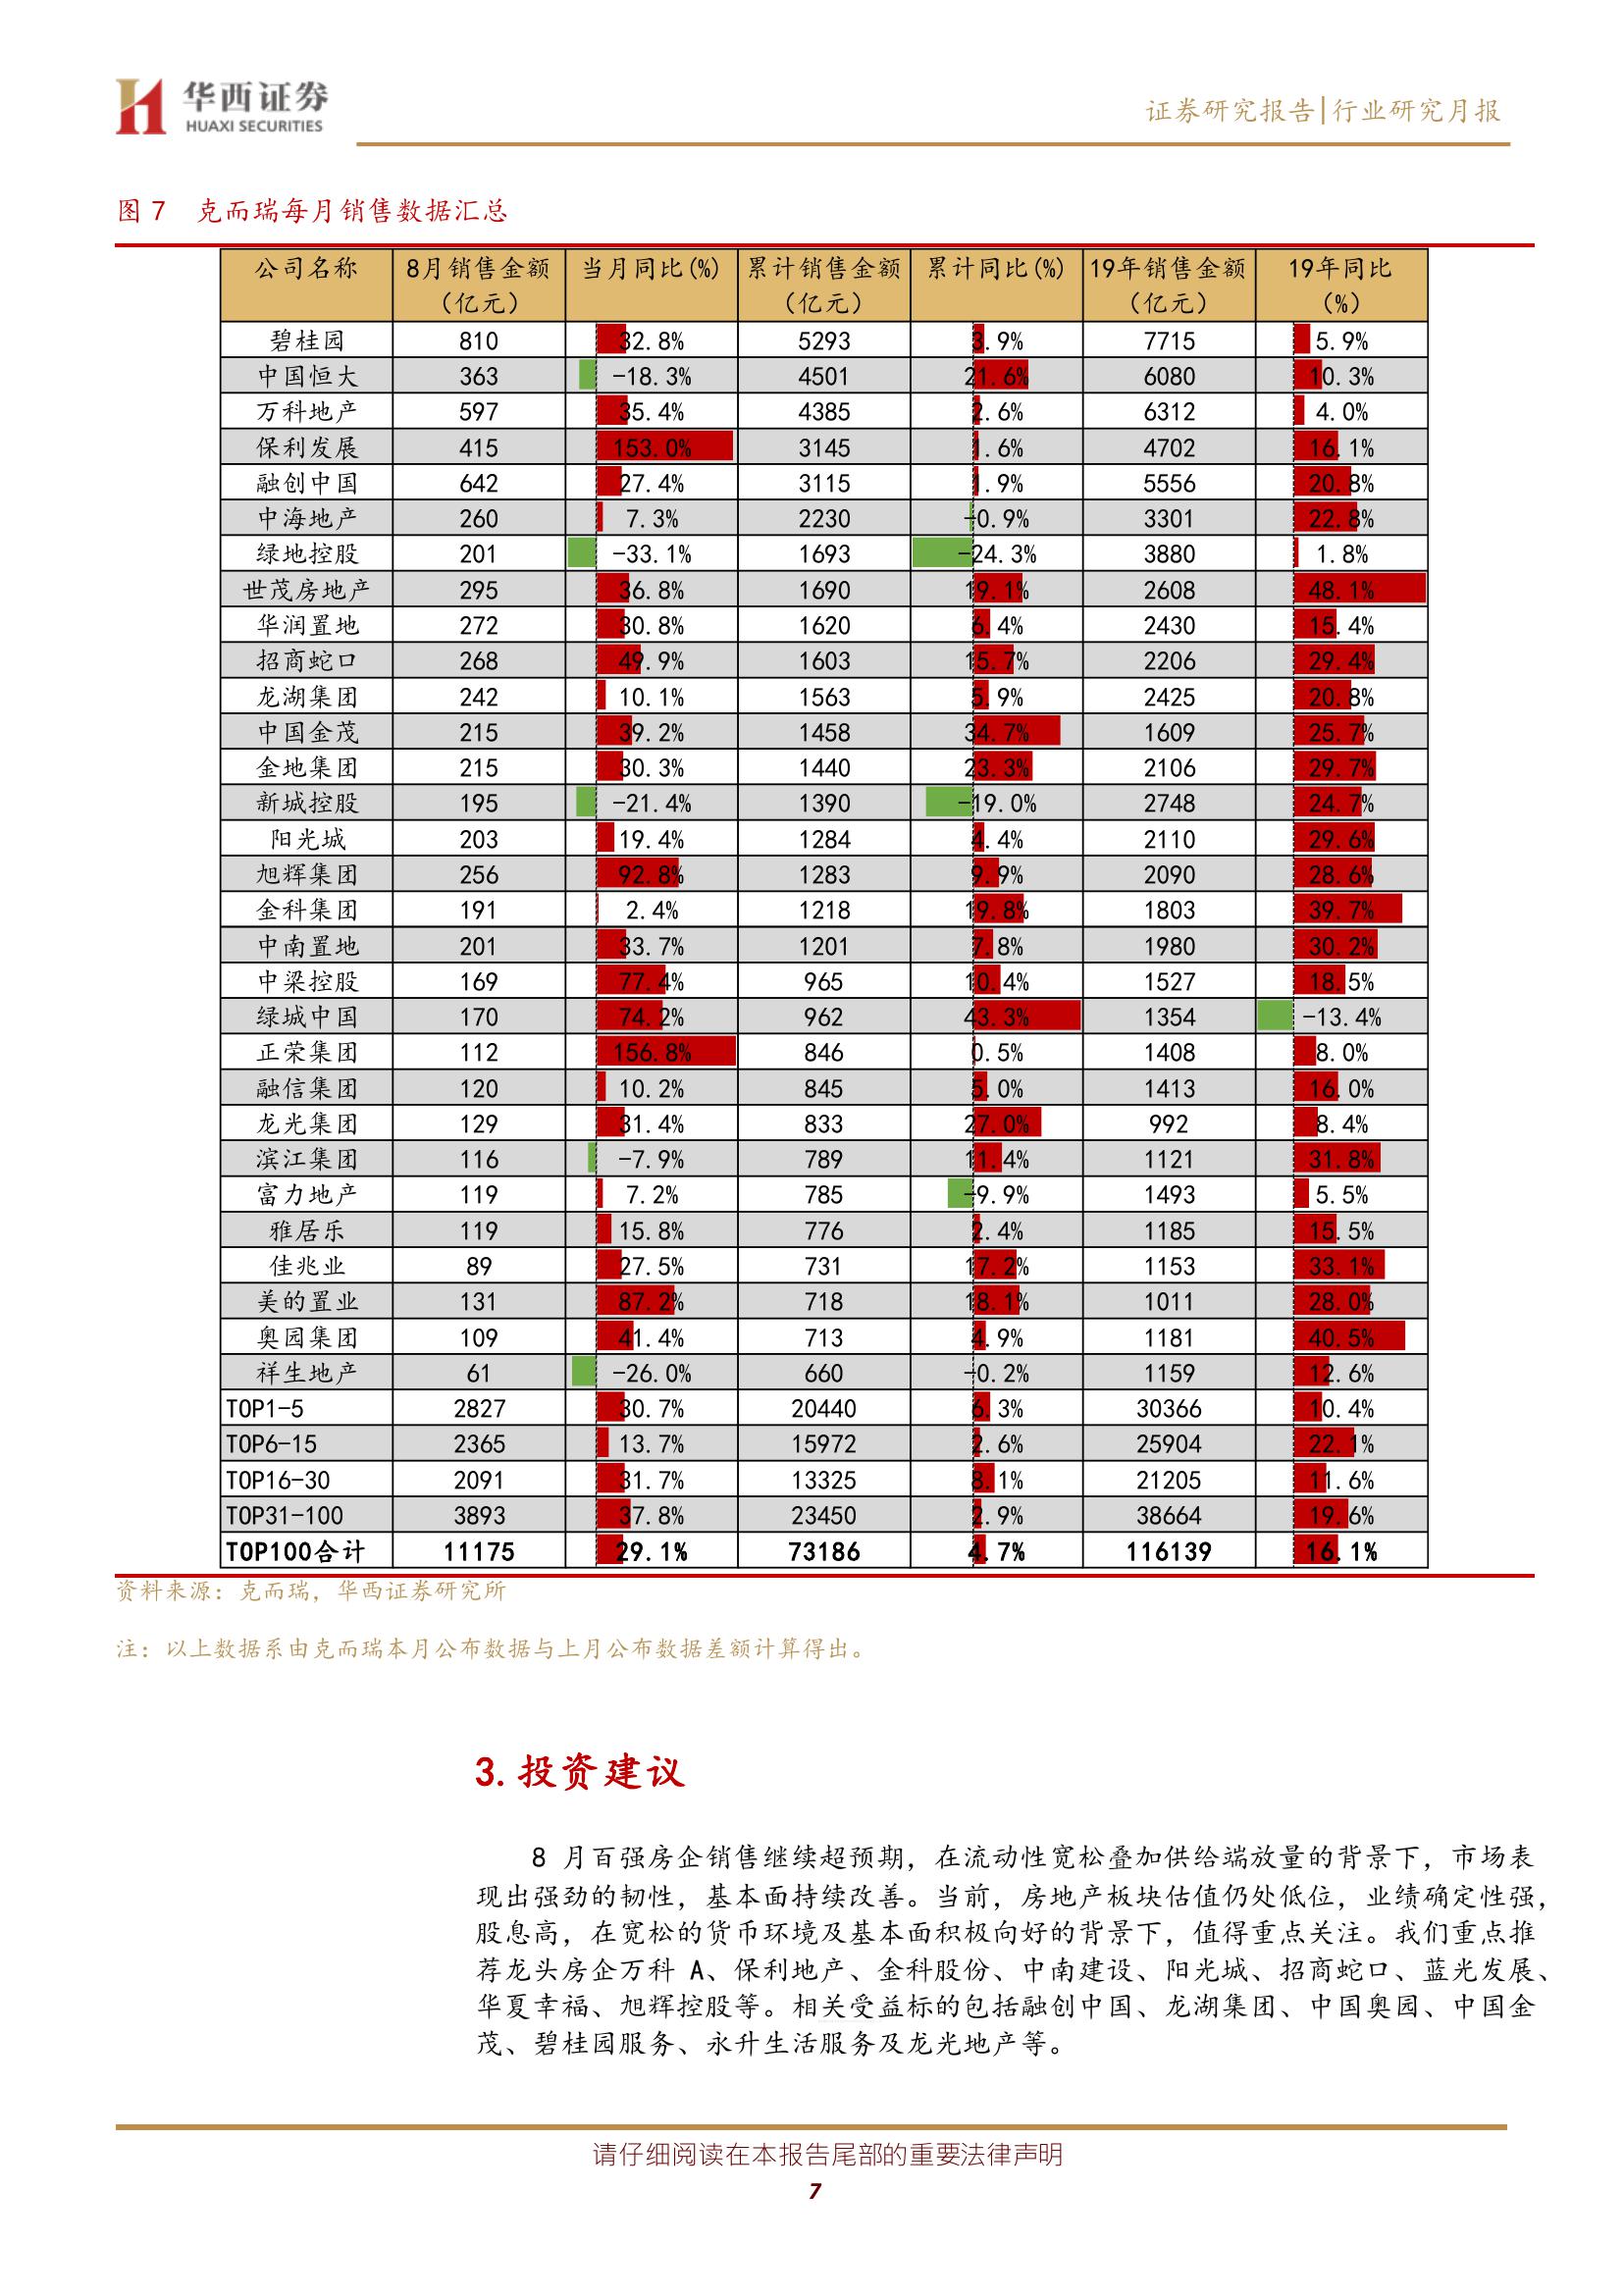 华西证券
HUAXI SECURITIES
证券研究报告|行业研究月报
图 7 克而瑞每月销售数据汇总
公司名称 8月销售金额（亿元） 当月同比(%) 累计销售金额（亿元） 累计同比(%) 19年销售金额（亿元） 19年同比（%）
碧桂园 810 32.8% 5293 3.9% 7715 5.9%
中国恒大 363 -18.3% 4501 21.6% 6080 10.3%
万科地产 597 35.4% 4385 2.6% 6312 4.0%
保利发展 415 153.0% 3145 1.6% 4702 16.1%
融创中国 642 27.4% 3115 1.9% 5556 20.8%
中海地产 260 7.3% 2230 -0.9% 3301 22.8%
绿地控股 201 -33.1% 1693 -24.3% 3880 1.8%
世茂房地产 295 36.8% 1690 19.1% 2608 48.1%
华润置地 272 30.8% 1620 6.4% 2430 15.4%
招商蛇口 268 49.9% 1603 15.7% 2206 29.4%
龙湖集团 242 10.1% 1563 5.9% 2425 20.8%
中国金茂 215 39.2% 1458 34.7% 1609 25.7%
金地集团 215 30.3% 1440 23.3% 2106 29.7%
新城控股 195 -21.4% 1390 -19.0% 2748 24.7%
阳光城 203 19.4% 1284 4.4% 2110 29.6%
旭辉集团 256 92.8% 1283 9.9% 2090 28.6%
金科集团 191 2.4% 1218 19.8% 1803 39.7%
中南置地 201 33.7% 1201 7.8% 1980 30.2%
中梁控股 169 77.4% 965 10.4% 1527 18.5%
绿城中国 170 74.2% 962 43.3% 1354 -13.4%
正荣集团 112 156.8% 846 0.5% 1408 8.0%
融信集团 120 10.2% 845 5.0% 1413 16.0%
龙光集团 129 31.4% 833 27.0% 992 8.4%
滨江集团 116 -7.9% 789 11.4% 1121 31.8%
富力地产 119 7.2% 785 -9.9% 1493 5.5%
雅居乐 119 15.8% 776 2.4% 1185 15.5%
佳兆业 89 27.5% 731 17.2% 1153 33.1%
美的置业 131 87.2% 718 18.1% 1011 28.0%
奥园集团 109 41.4% 713 4.9% 1181 40.5%
祥生地产 61 -26.0% 660 -0.2% 1159 12.6%
TOP1-5 2827 30.7% 20440 6.3% 30366 10.4%
TOP6-15 2365 13.7% 15972 2.6% 25904 22.1%
TOP16-30 2091 31.7% 13325 8.1% 21205 11.6%
TOP31-100 3893 37.8% 23450 2.9% 38664 19.6%
TOP100合计 11175 29.1% 73186 4.7% 116139 16.1%
资料来源：克而瑞，华西证券研究所
注：以上数据系由克而瑞本月公布数据与上月公布数据差额计算得出。
3. 投资建议
8 月百强房企销售继续超预期，在流动性宽松叠加供给端放量的背景下，市场表
现出强劲的韧性，基本面持续改善。当前，房地产板块估值仍处低位，业绩确定性强，
股息高，在宽松的货币环境及基本面积极向好的背景下，值得重点关注。我们重点推
荐龙头房企万科 A、保利地产、金科股份、中南建设、阳光城、招商蛇口、蓝光发展、
华夏幸福、旭辉控股等。相关受益标的包括融创中国、龙湖集团、中国奥园、中国金
茂、碧桂园服务、永升生活服务及龙光地产等。
请仔细阅读在本报告尾部的重要法律声明
7